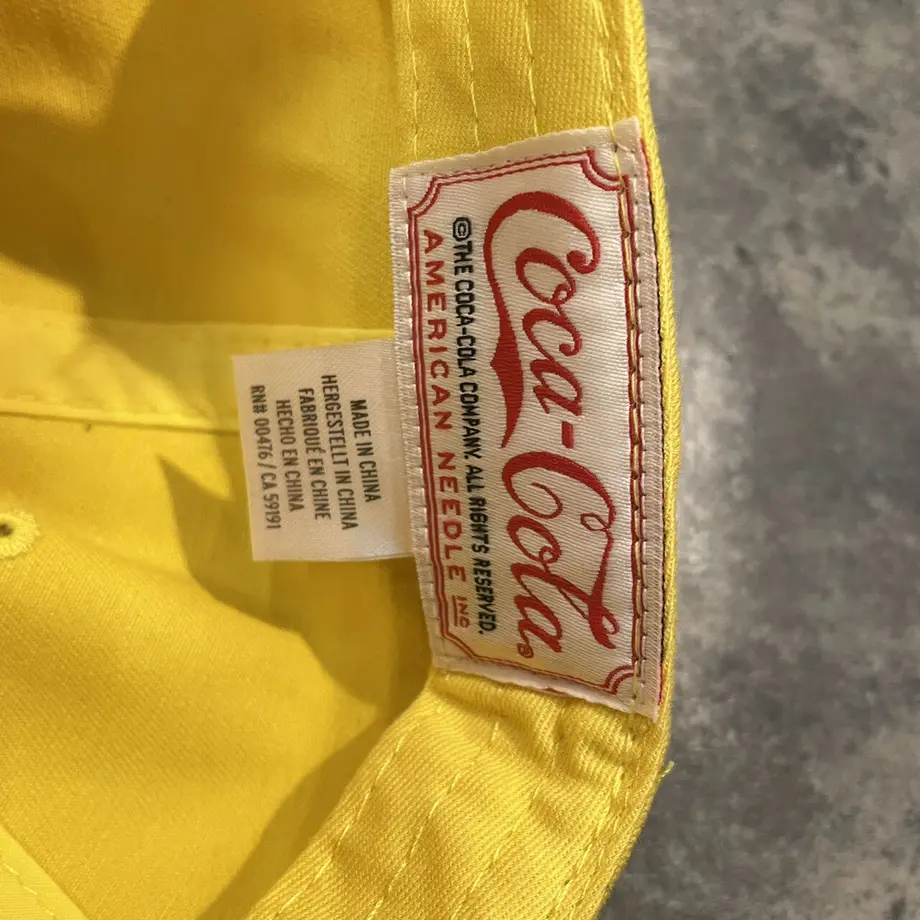 Coca-Cola®
©THE COCA-COLA COMPANY. ALL RIGHTS RESERVED.
AMERICAN NEEDLE INC
MADE IN CHINA
HERGESTELLT IN CHINA
FABRIQUÉ EN CHINE
HECHO EN CHINA
RN# 00476 / CA 59191